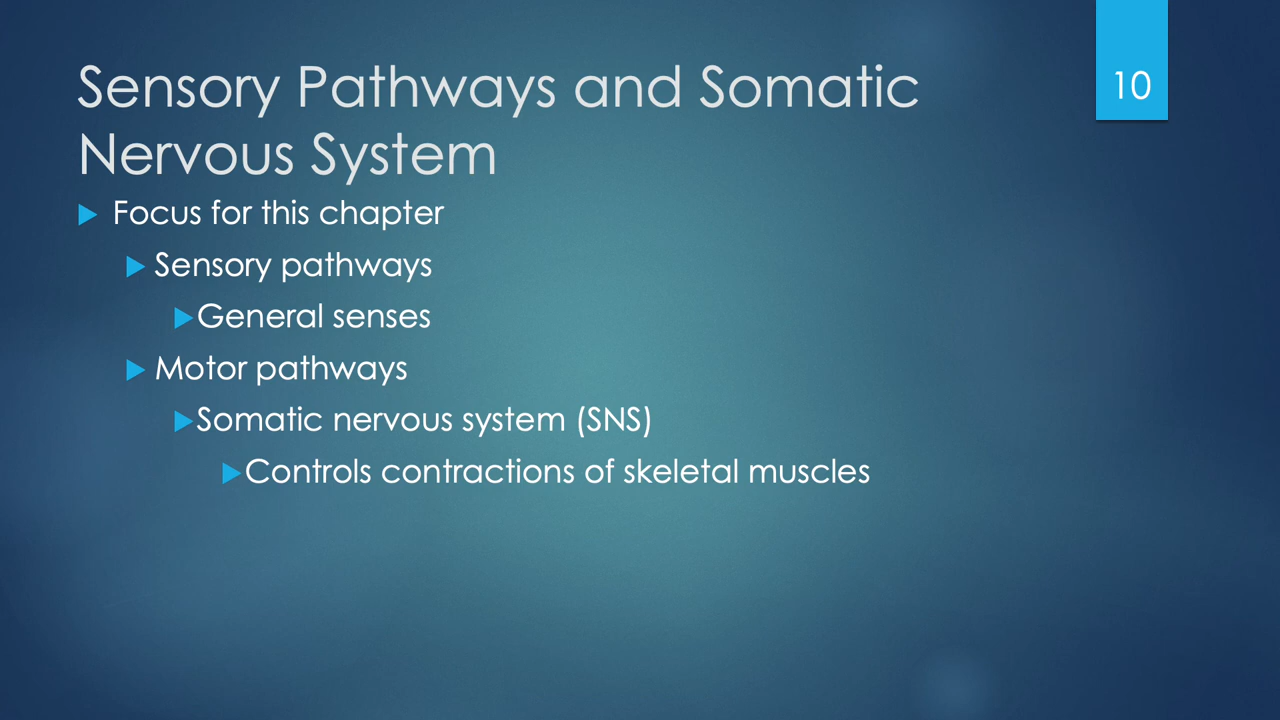 Sensory Pathways and Somatic
Nervous System
10
Focus for this chapter
Sensory pathways
General senses
Motor pathways
Somatic nervous system (SNS)
Controls contractions of skeletal muscles